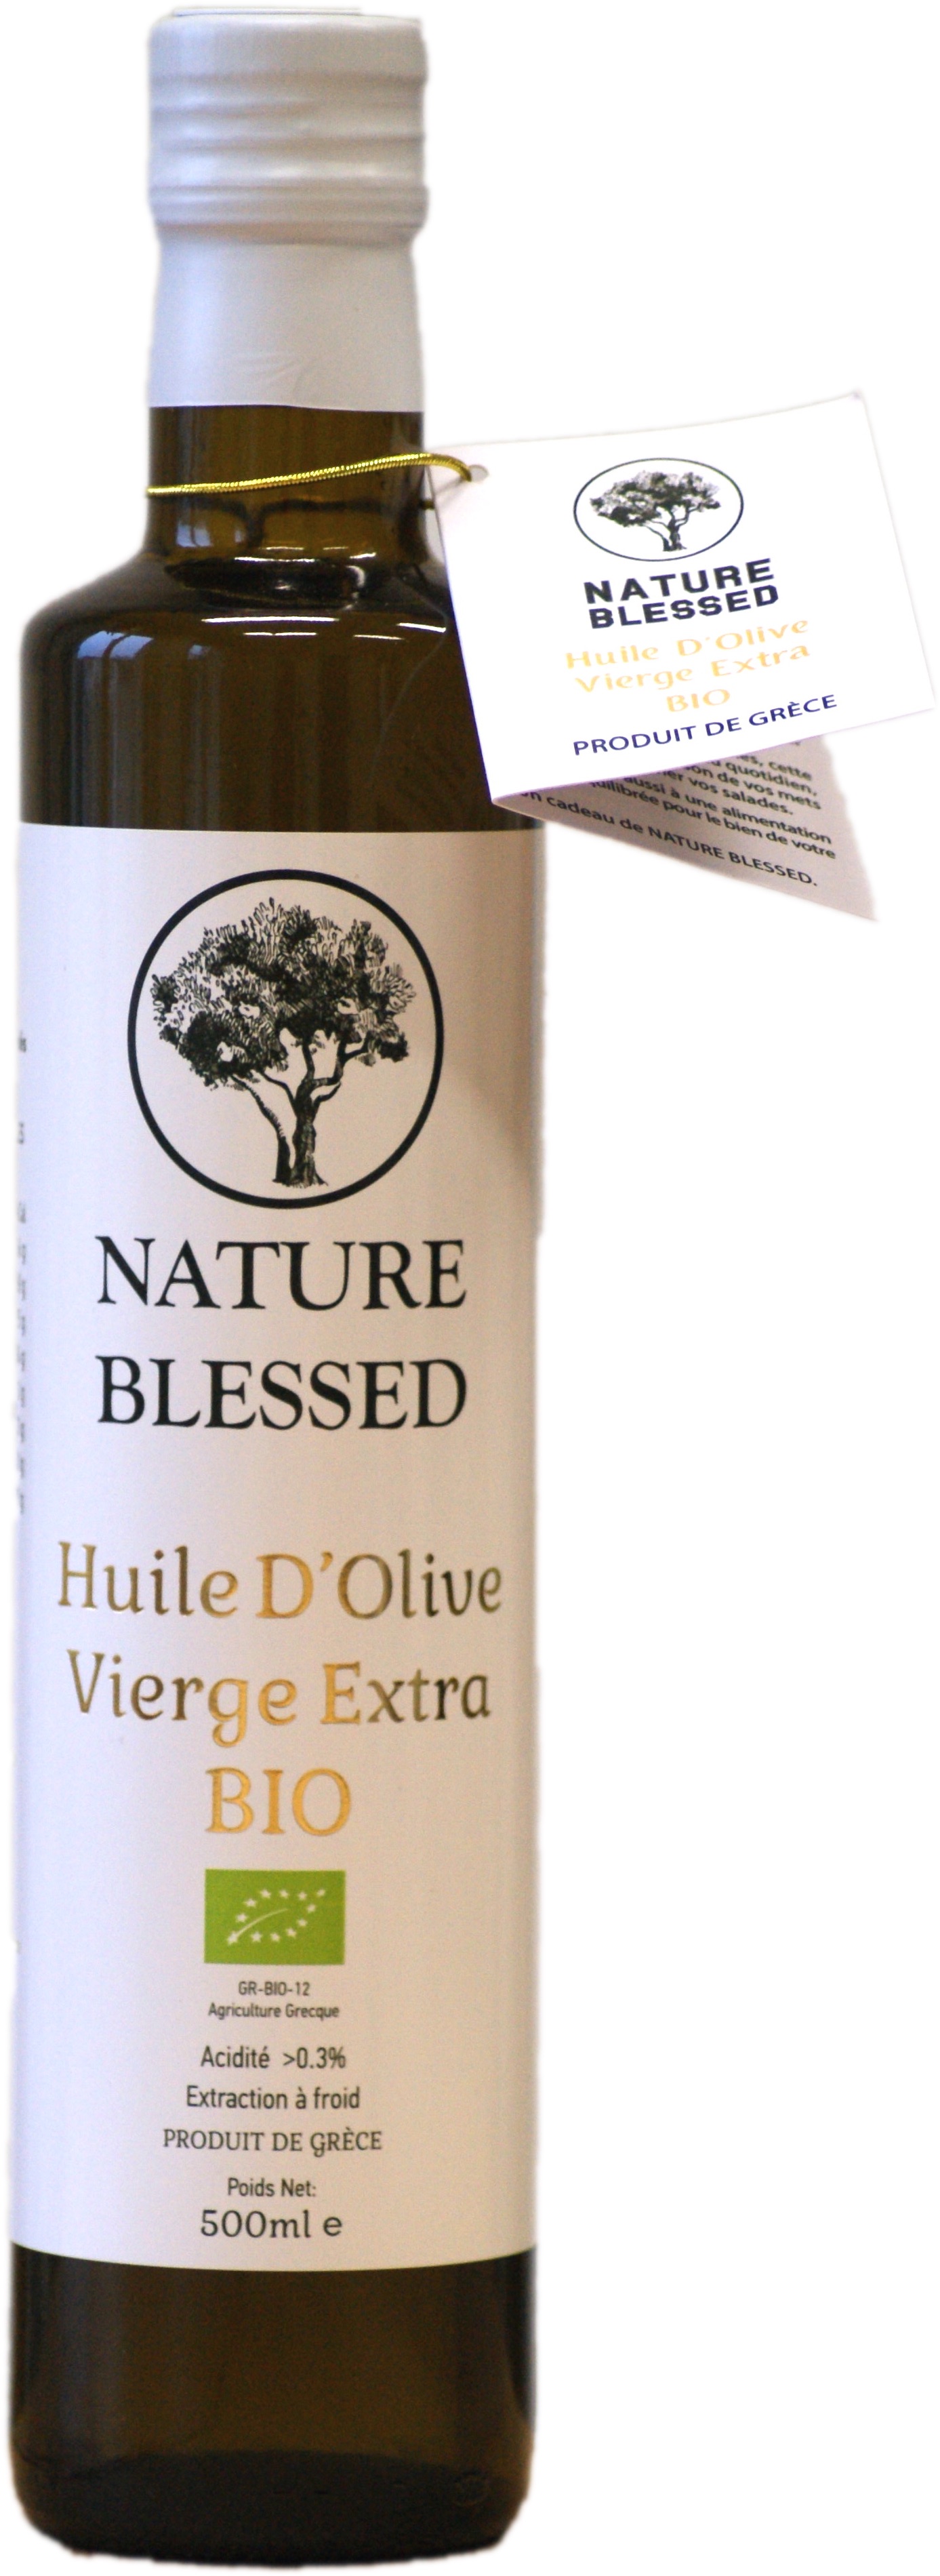 NATURE
BLESSED
Huile D'Olive
Vierge Extra
BIO
PRODUIT DE GRÈCE
cette
quotidien,
de vos mets
vos salades.
aussi à une alimentation
pour le bien de votre
cadeau de NATURE BLESSED.
NATURE
BLESSED
Huile D'Olive
Vierge Extra
BIO
GR-BIO-12
Agriculture Grecque
Acidité >0.3%
Extraction à froid
PRODUIT DE GRÈCE
Poids Net:
500ml e